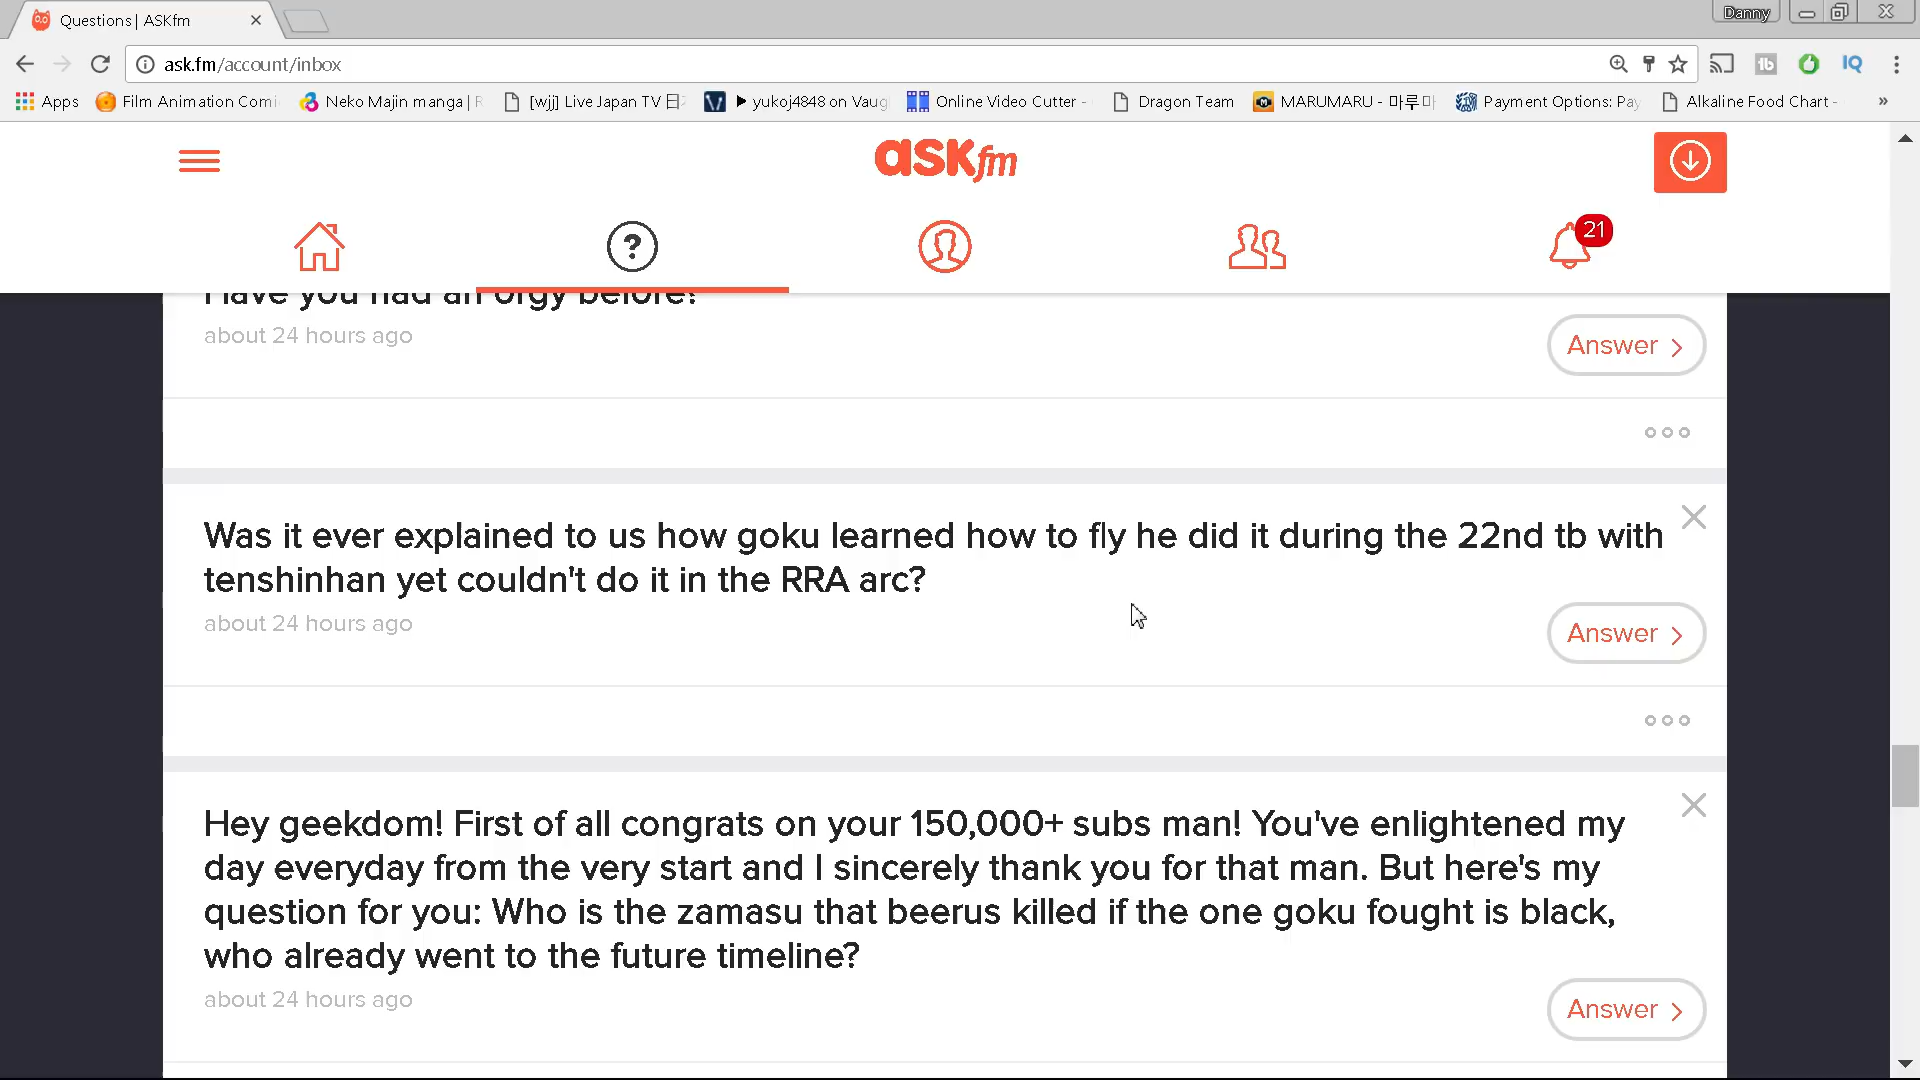 Questions | ASKfm
Danny
ask.fm/account/inbox
Apps
Film Animation Comi
Neko Majin manga | R
[wjj] Live Japan TV 日
yukoj4848 on Vaug
Online Video Cutter -
Dragon Team
MARUMARU - 마루마
Payment Options: Pay
Alkaline Food Chart -
»
ASKfm
21
Have you had an orgy before?
about 24 hours ago
Answer
Was it ever explained to us how goku learned how to fly he did it during the 22nd tb with
tenshinhan yet couldn't do it in the RRA arc?
about 24 hours ago
Answer
Hey geekdom! First of all congrats on your 150,000+ subs man! You've enlightened my
day everyday from the very start and I sincerely thank you for that man. But here's my
question for you: Who is the zamasu that beerus killed if the one goku fought is black,
who already went to the future timeline?
about 24 hours ago
Answer